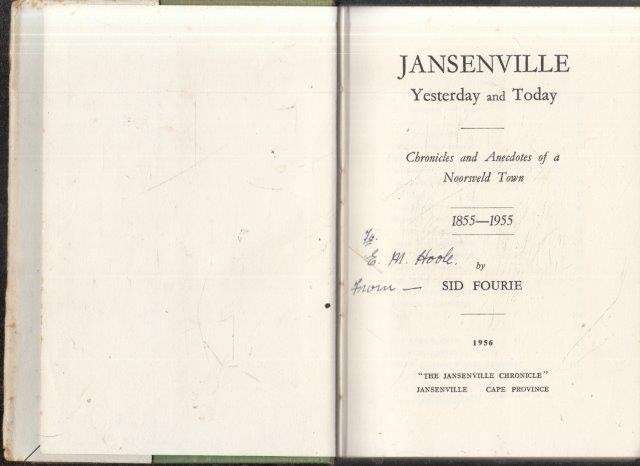 JANSENVILLE
Yesterday and Today
Chronicles and Anecdotes of a
Noorsveld Town
1855—1955
To.
E. M. Hoole.
by
From — SID FOURIE
1956
"THE JANSENVILLE CHRONICLE"
JANSENVILLE CAPE PROVINCE